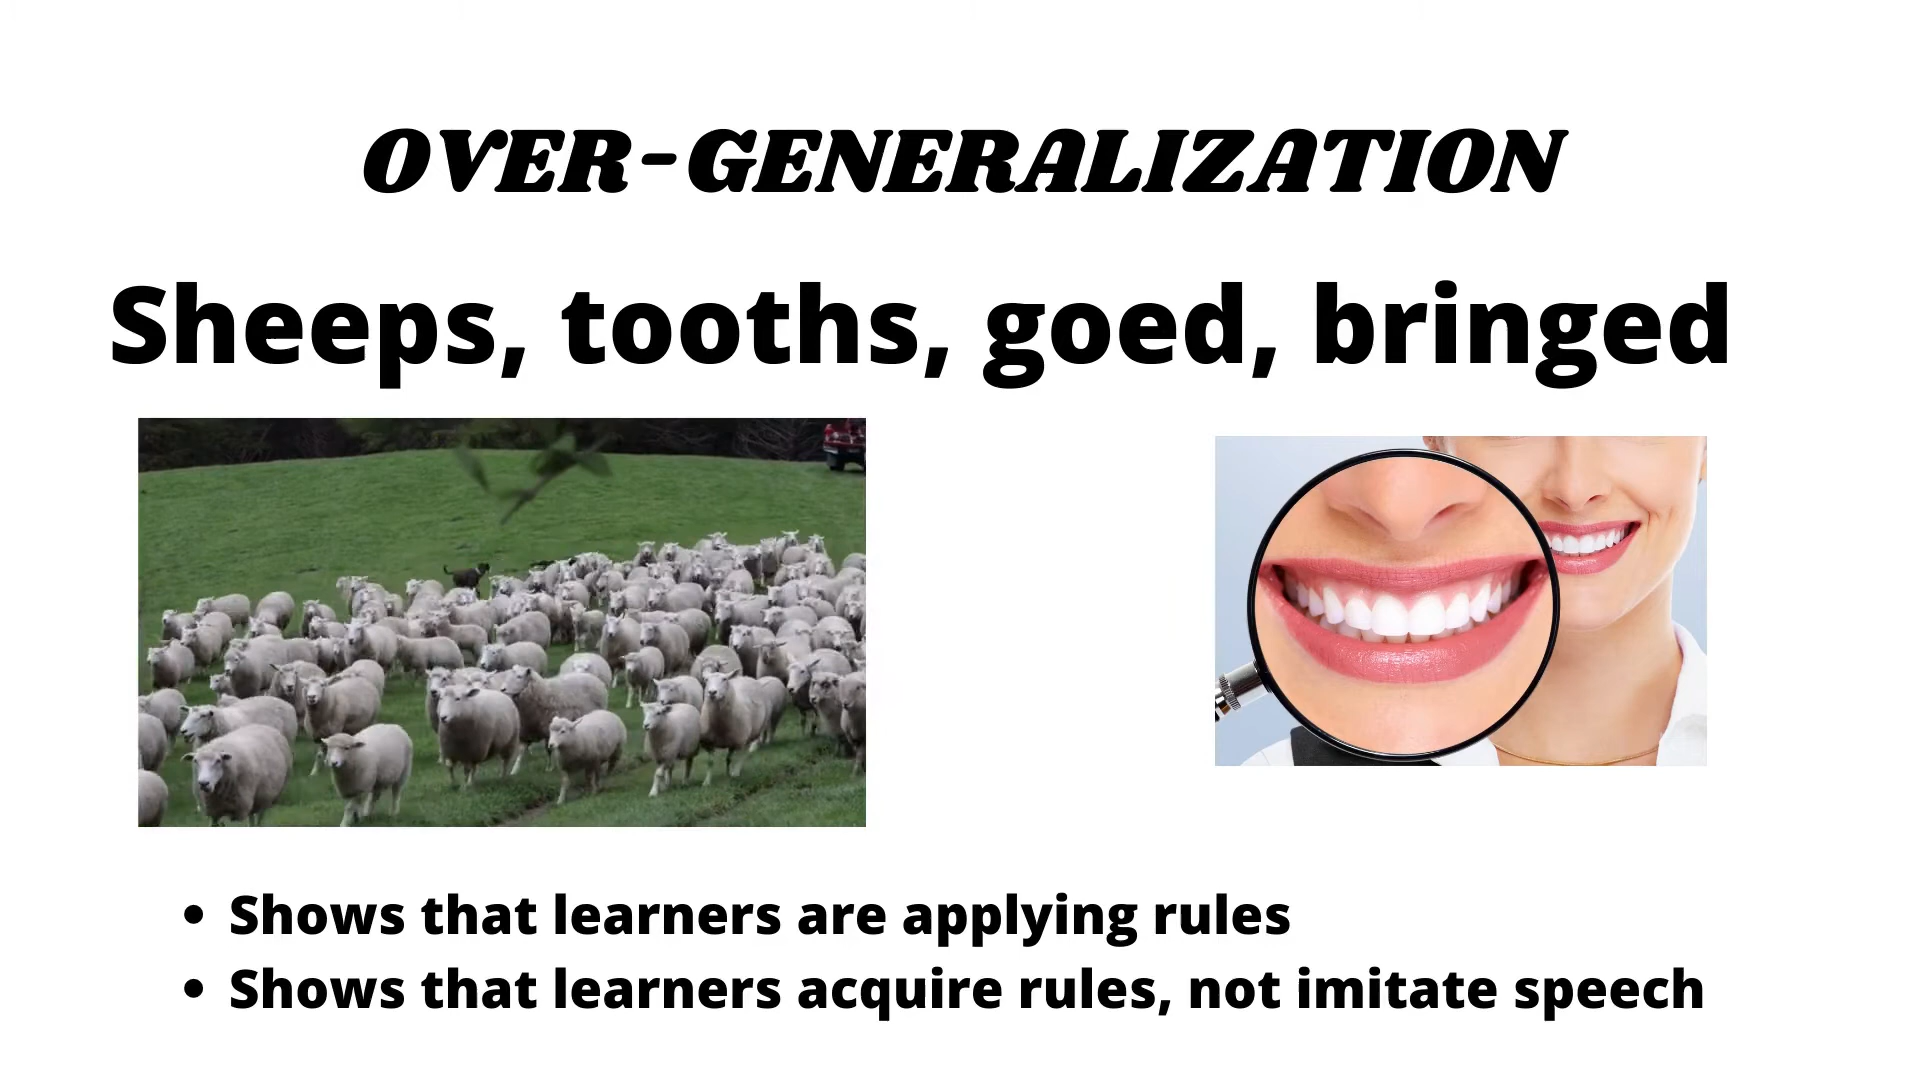 OVER-GENERALIZATION
Sheeps, tooths, goed, bringed
• Shows that learners are applying rules
• Shows that learners acquire rules, not imitate speech